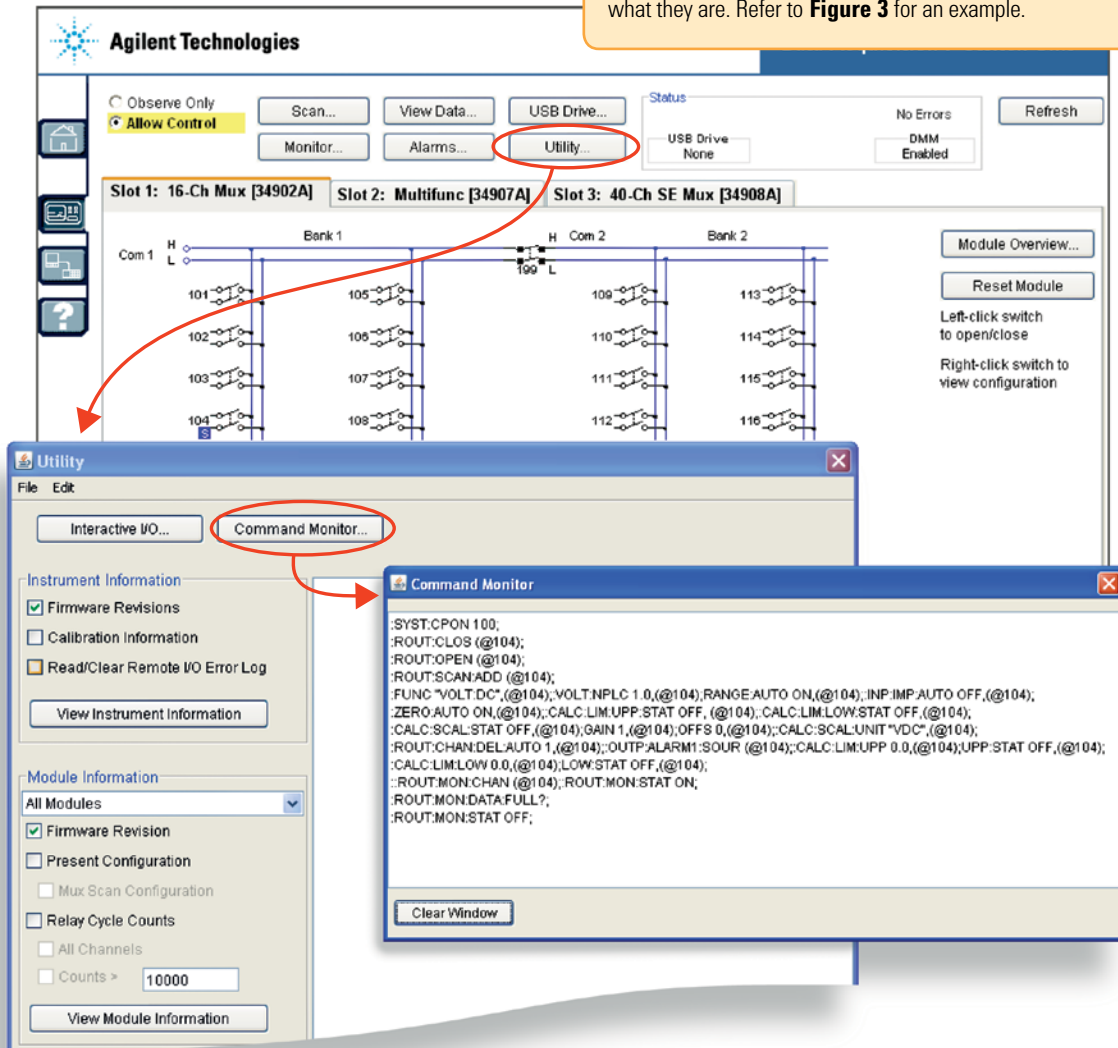 what they are. Refer to Figure 3 for an example.
Agilent Technologies
Observe Only
Allow Control
Scan...
View Data...
USB Drive...
Monitor...
Alarms...
Utility...
Status
No Errors
USB Drive
None
DMM
Enabled
Refresh
Slot 1: 16-Ch Mux [34902A]
Slot 2: Multifunc [34907A]
Slot 3: 40-Ch SE Mux [34908A]
Com 1
H
L
Bank 1
H Com 2
199 L
Bank 2
101
105
109
113
102
106
110
114
103
107
111
115
104
S
108
112
116
Module Overview...
Reset Module
Left-click switch
to open/close
Right-click switch to
view configuration
Utility
File Edit
Interactive I/O...
Command Monitor...
Instrument Information
Firmware Revisions
Calibration Information
Read/Clear Remote I/O Error Log
View Instrument Information
Module Information
All Modules
Firmware Revision
Present Configuration
Mux Scan Configuration
Relay Cycle Counts
All Channels
Counts > 10000
View Module Information
Command Monitor
:SYST:CPON 100;
:ROUT:CLOS (@104);
:ROUT:OPEN (@104);
:ROUT:SCAN:ADD (@104);
:FUNC "VOLT:DC",(@104);:VOLT:NPLC 1.0,(@104);RANGE:AUTO ON,(@104);:INP:IMP:AUTO OFF,(@104);
:ZERO:AUTO ON,(@104);:CALC:LIM:UPP:STAT OFF, (@104);:CALC:LIM:LOW:STAT OFF,(@104);
:CALC:SCAL:STAT OFF,(@104);GAIN 1,(@104);OFFS 0,(@104);:CALC:SCAL:UNIT "VDC",(@104);
:ROUT:CHAN:DEL:AUTO 1,(@104);:OUTP:ALARM1:SOUR (@104);:CALC:LIM:UPP 0.0,(@104);UPP:STAT OFF,(@104);
:CALC:LIM:LOW 0.0,(@104);LOW:STAT OFF,(@104);
::ROUT:MON:CHAN (@104);:ROUT:MON:STAT ON;
:ROUT:MON:DATA:FULL?;
:ROUT:MON:STAT OFF;
Clear Window